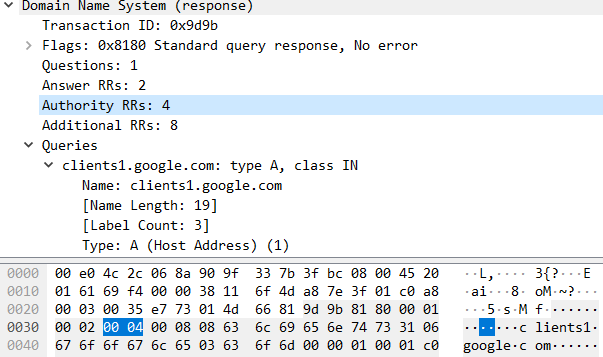 Domain Name System (response)
Transaction ID: 0x9d9b
Flags: 0x8180 Standard query response, No error
Questions: 1
Answer RRs: 2
Authority RRs: 4
Additional RRs: 8
Queries
clients1.google.com: type A, class IN
Name: clients1.google.com
[Name Length: 19]
[Label Count: 3]
Type: A (Host Address) (1)
0000 00 e0 4c 2c 06 8a 90 9f 33 7b 3f bc 08 00 45 20 ··L,···· 3{?···E
0010 01 61 69 f4 00 00 38 11 6f 4d a8 7e 3f 01 c0 a8 ·ai···8· oM·~?···
0020 00 03 00 35 e7 73 01 4d 66 81 9d 9b 81 80 00 01 ···5·s·M f·······
0030 00 02 00 04 00 08 08 63 6c 69 65 6e 74 73 31 06 ·······c lients1·
0040 67 6f 6f 67 6c 65 03 63 6f 6d 00 00 01 00 01 c0 google·c om······